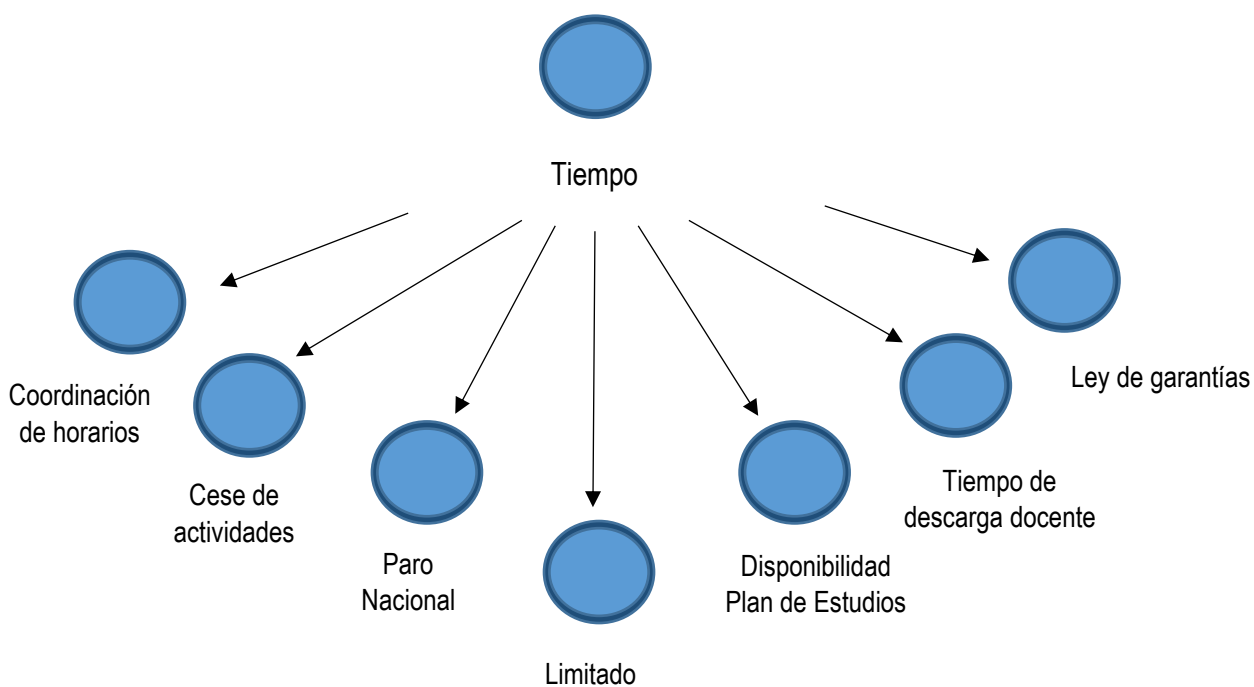 Tiempo
Coordinación
de horarios
Cese de
actividades
Paro
Nacional
Limitado
Disponibilidad
Plan de Estudios
Tiempo de
descarga docente
Ley de garantías